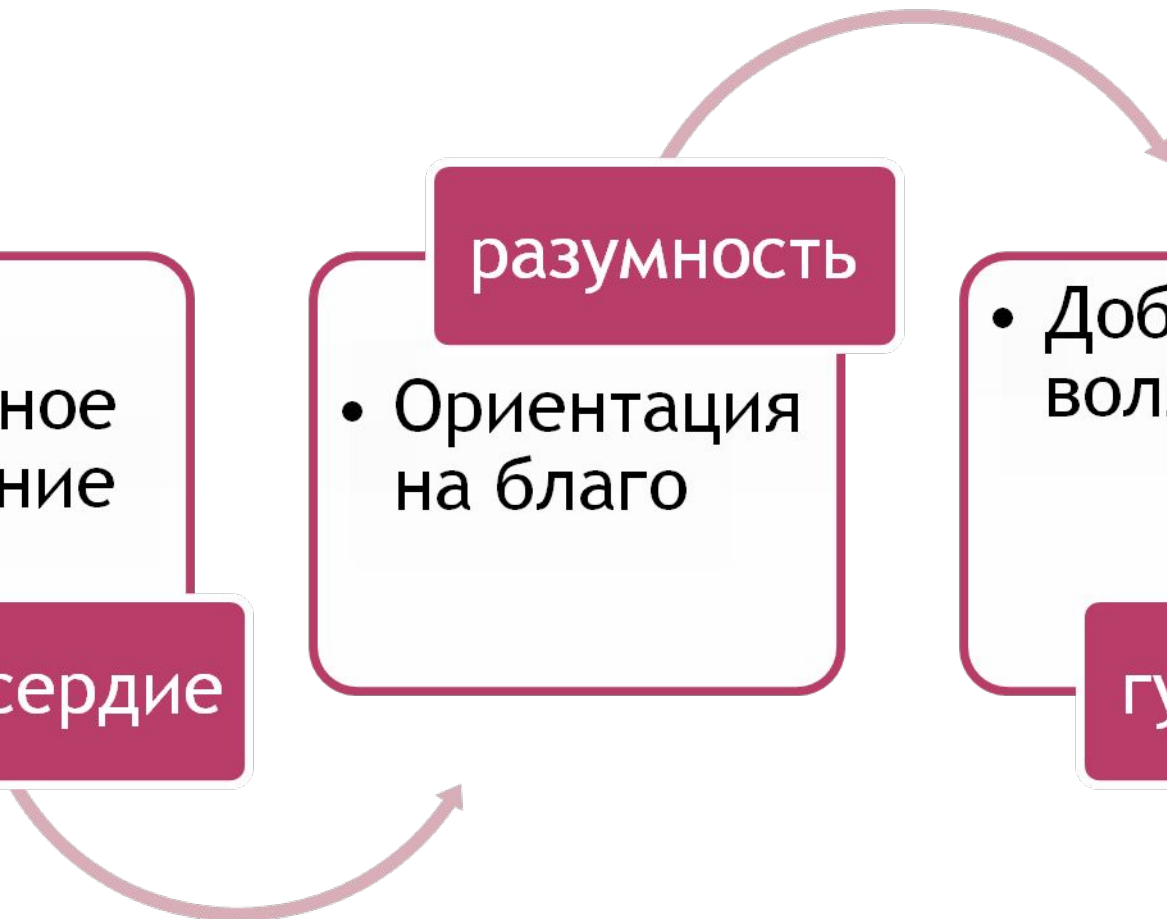 ное
ние
сердие
разумность
• Ориентация
на благо
• Доб
вол
гу